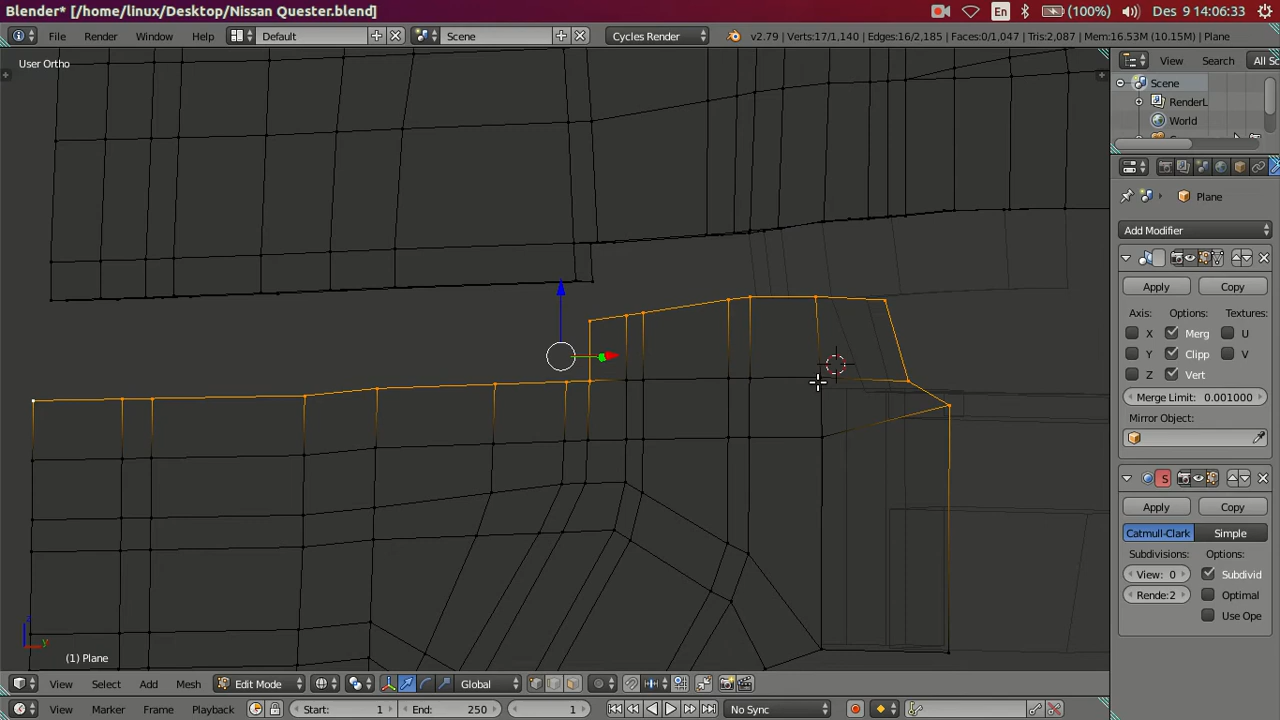 Blender* [/home/linux/Desktop/Nissan Quester.blend]
En
(100%)
Des 9 14:06:33
File
Render
Window
Help
Default
Scene
Cycles Render
v2.79 | Verts:17/1,140 | Edges:16/2,185 | Faces:0/1,047 | Tris:2,087 | Mem:16.53M (10.15M) | Plane
View
Search
All Sc
User Ortho
Scene
RenderL
World
Plane
Add Modifier
Apply
Copy
Axis:
Options:
Textures:
X
Merg
U
Y
Clipp
V
Z
Vert
Merge Limit: 0.001000
Mirror Object:
S
Apply
Copy
Catmull-Clark
Simple
Subdivisions:
Options:
View: 0
Subdivid
Rende:2
Optimal
Use Ope
z
y
(1) Plane
View
Select
Add
Mesh
Edit Mode
Global
View
Marker
Frame
Playback
Start:
1
End:
250
1
No Sync